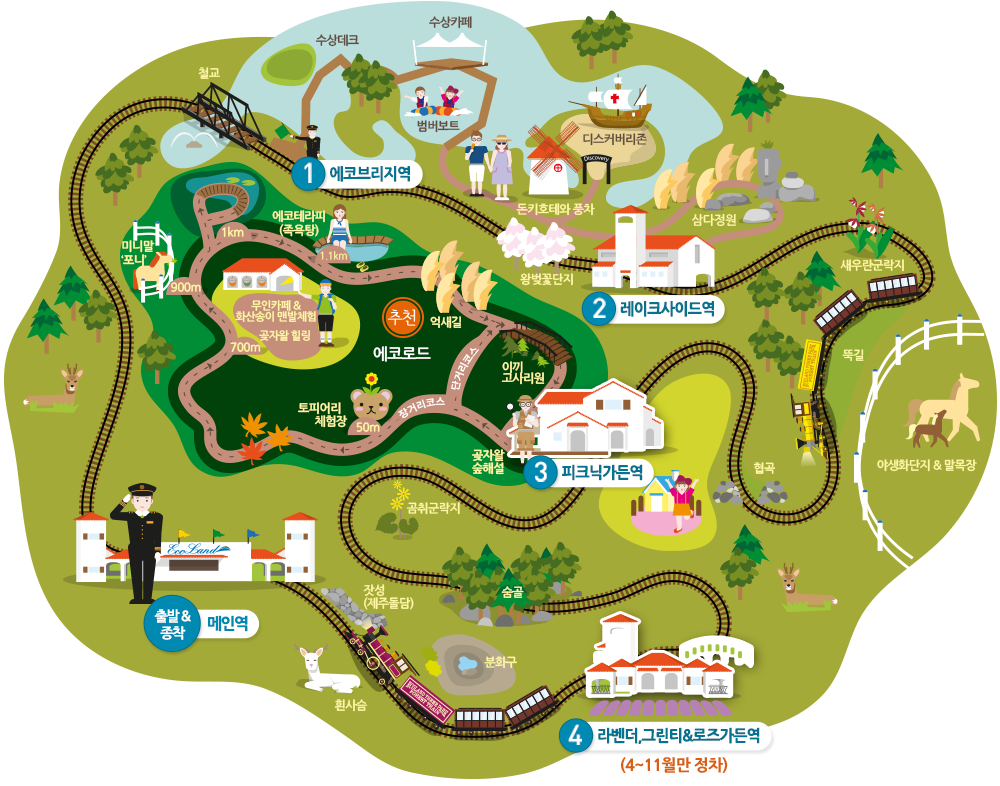 수상카페
수상데크
철교
범버보트
디스커버리존
Discovery
1 에코브리지역
돈키호테와 풍차
삼다정원
에코테라피
(족욕탕)
1km
1.1km
미니말
'포니'
900m
왕벚꽃단지
새우란군락지
2 레이크사이드역
무인카페 &
화산송이 맨발체험
곶자왈 힐링
700m
추천
억새길
에코로드
단거리코스
이끼
고사리원
뚝길
토피어리
체험장
50m
장거리코스
곶자왈
숲해설
3 피크닉가든역
협곡
야생화단지 & 말목장
곰취군락지
EcoLand
출발 &
종착
메인역
잣성
(제주돌담)
숨골
분화구
흰사슴
4 라벤더,그린티&로즈가든역
(4~11월만 정차)